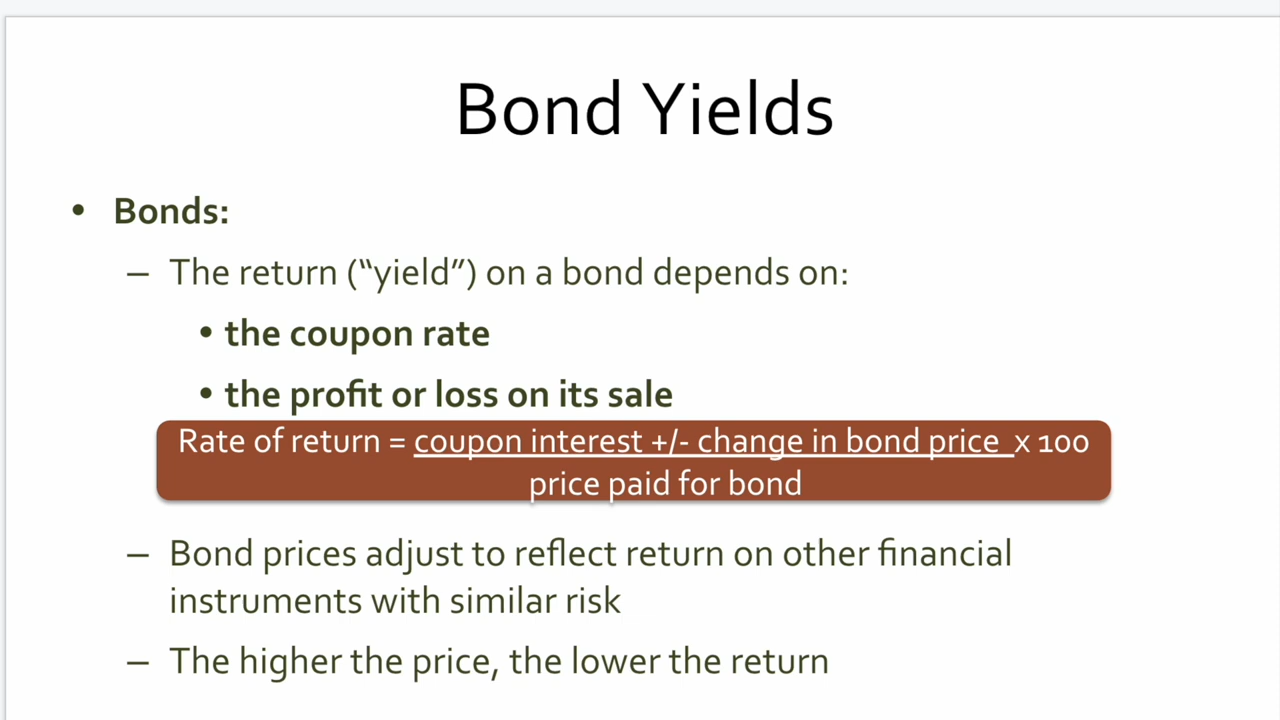 Bond Yields
• Bonds:
– The return (“yield”) on a bond depends on:
• the coupon rate
• the profit or loss on its sale
Rate of return = coupon interest +/- change in bond price x 100
price paid for bond
– Bond prices adjust to reflect return on other financial
instruments with similar risk
– The higher the price, the lower the return